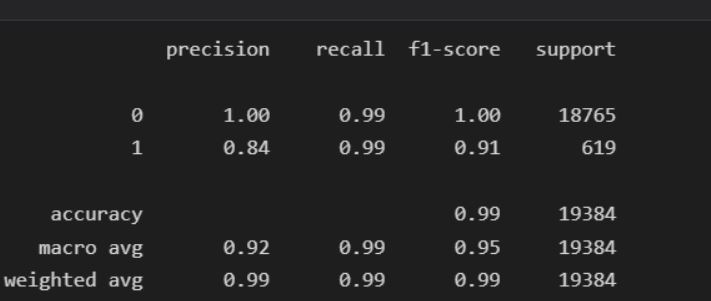 precision recall f1-score support
0 1.00 0.99 1.00 18765
1 0.84 0.99 0.91 619
accuracy 0.99 19384
macro avg 0.92 0.99 0.95 19384
weighted avg 0.99 0.99 0.99 19384